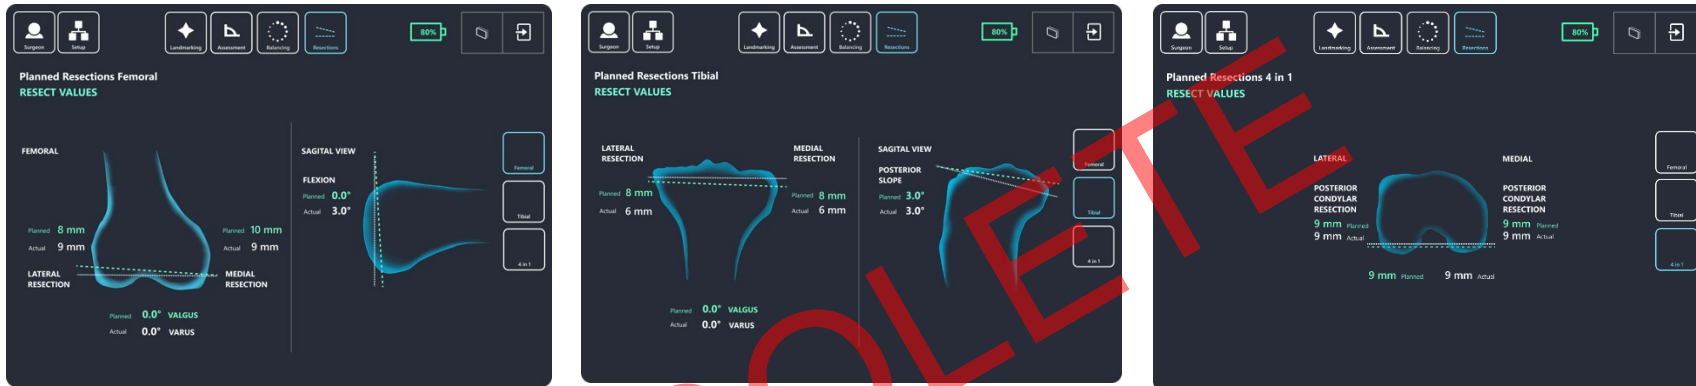 Surgeon Setup Landmarking Assessment Balancing Resections 80%
Planned Resections Femoral
RESECT VALUES
FEMORAL
Planned 8 mm
Actual 9 mm
LATERAL
RESECTION
Planned 10 mm
Actual 9 mm
MEDIAL
RESECTION
Planned 0.0° VALGUS
Actual 0.0° VARUS
SAGITAL VIEW
FLEXION
Planned 0.0°
Actual 3.0°
Femoral
Tibial
4 in 1
Surgeon Setup Landmarking Assessment Balancing Resections 80%
Planned Resections Tibial
RESECT VALUES
LATERAL
RESECTION
Planned 8 mm
Actual 6 mm
MEDIAL
RESECTION
Planned 8 mm
Actual 6 mm
Planned 0.0° VALGUS
Actual 0.0° VARUS
SAGITAL VIEW
POSTERIOR
SLOPE
Planned 3.0°
Actual 3.0°
Femoral
Tibial
4 in 1
Surgeon Setup Landmarking Assessment Balancing Resections 80%
Planned Resections 4 in 1
RESECT VALUES
LATERAL
POSTERIOR
CONDYLAR
RESECTION
9 mm Planned
9 mm Actual
MEDIAL
POSTERIOR
CONDYLAR
RESECTION
9 mm Planned
9 mm Actual
9 mm Planned 9 mm Actual
Femoral
Tibial
4 in 1
OLETE